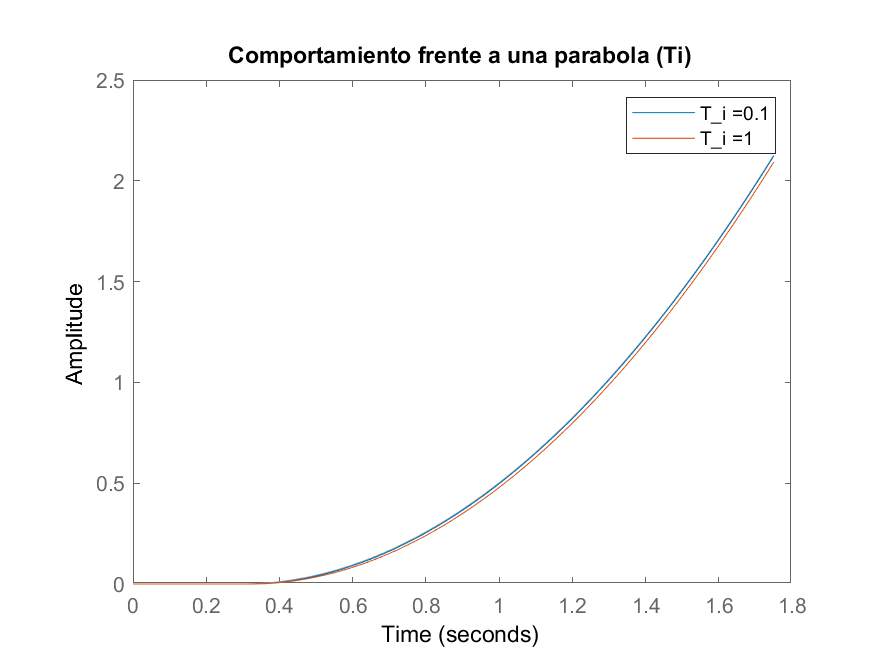 Comportamiento frente a una parabola (Ti)
2.5
2
1.5
1
0.5
0
Amplitude
T_i =0.1
T_i =1
0 0.2 0.4 0.6 0.8 1 1.2 1.4 1.6 1.8
Time (seconds)